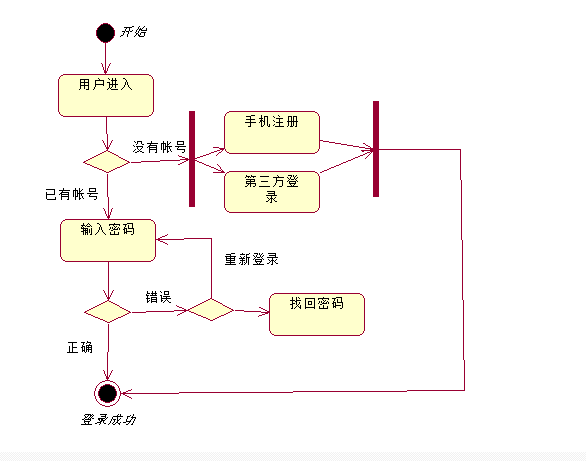 开始
用户进入
没有帐号
手机注册
第三方登
录
已有帐号
输入密码
重新登录
错误
找回密码
正确
登录成功